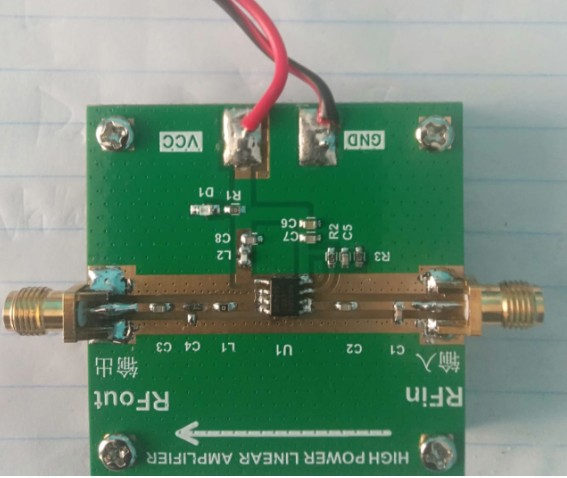 VCC
GND
D1
R1
C6
C7
C8
L2
R2
C5
R3
C3
C4
L1
U1
C2
C1
输出
输入
RFout
RFin
HIGH POWER LINEAR AMPLIFIER